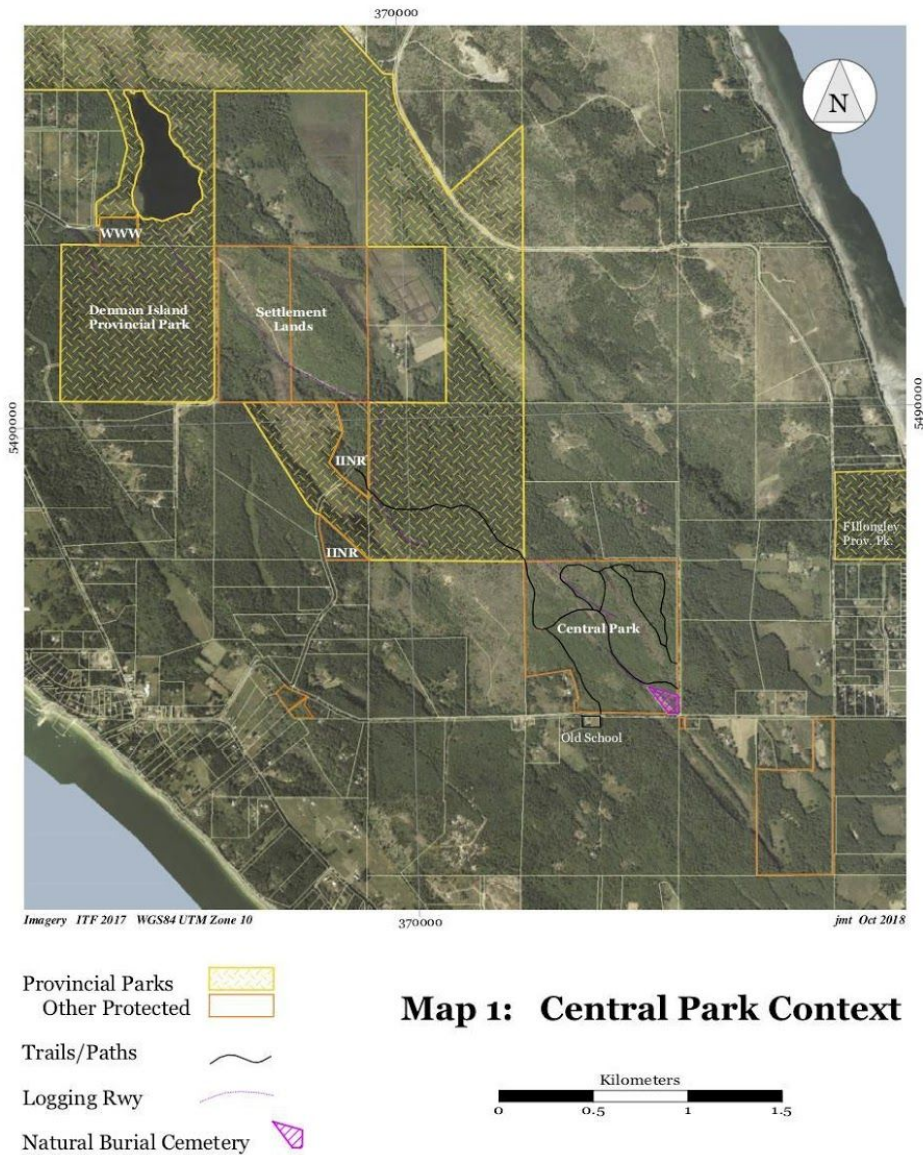 370000
N
WWW
Denman Island
Provincial Park
Settlement
Lands
5490000
5490000
IINR
FIllongley
Prov. Pk.
IINR
Central Park
Old School
Imagery ITF 2017 WGS84 UTM Zone 10
370000
jmt Oct 2018
Provincial Parks
Other Protected
Map 1: Central Park Context
Trails/Paths
Kilometers
Logging Rwy
0 0.5 1 1.5
Natural Burial Cemetery